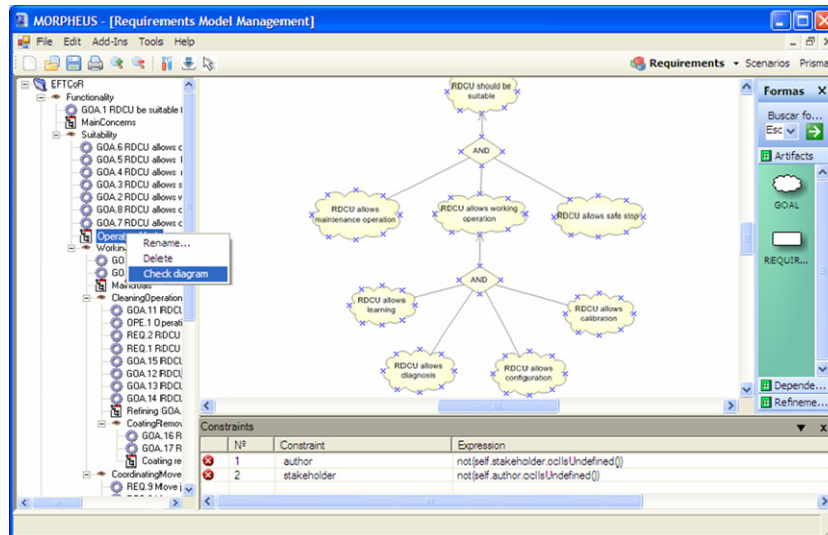 MORPHEUS - [Requirements Model Management]
File Edit Add-Ins Tools Help
Requirements Scenarios Prisma
EFTCoR
Functionality
GOA.1 RDCU be suitable
MainConcerns
Suitability
GOA.6 RDCU allows c
GOA.5 RDCU allows
GOA.4 RDCU allows
GOA.3 RDCU allows s
GOA.2 RDCU allows v
GOA.8 RDCU allows c
GOA.7 RDCU allows c
Rename...
Delete
Check diagram
CleaningOperation
GOA.11 RDCU
OPE.1 Operati
REQ.2 RDCU
REQ.1 RDCU
GOA.15 RDCL
GOA.12 RDCL
GOA.13 RDCL
GOA.14 RDCL
Refining GOA.
CoatingRemov
GOA.16 R
GOA.17 R
Coating re
CoordinatingMove
REQ.9 Move j
RDCU should be
suitable
AND
RDCU allows
maintenance operation
RDCU allows working
operation
RDCU allows safe stop
AND
RDCU allows
learning
RDCU allows
calibration
RDCU allows
diagnosis
RDCU allows
configuration
Formas X
Buscar fo...
Esc
Artifacts
GOAL
REQUIR...
Depende...
Refineme...
Constraints x
Nº Constraint Expression
1 author not(self.stakeholder.oclIsUndefined())
2 stakeholder not(self.author.oclIsUndefined())